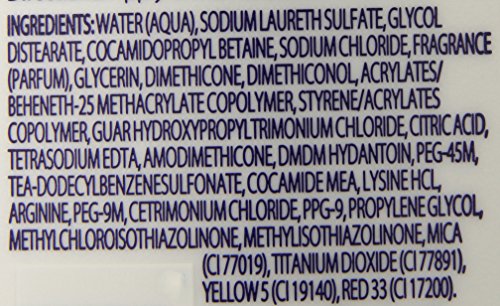 INGREDIENTS: WATER (AQUA), SODIUM LAURETH SULFATE, GLYCOL
DISTEARATE, COCAMIDOPROPYL BETAINE, SODIUM CHLORIDE, FRAGRANCE
(PARFUM), GLYCERIN, DIMETHICONE, DIMETHICONOL, ACRYLATES/
BEHENETH-25 METHACRYLATE COPOLYMER, STYRENE/ACRYLATES
COPOLYMER, GUAR HYDROXYPROPYLTRIMONIUM CHLORIDE, CITRIC ACID,
TETRASODIUM EDTA, AMODIMETHICONE, DMDM HYDANTOIN, PEG-45M,
TEA-DODECYLBENZENESULFONATE, COCAMIDE MEA, LYSINE HCL,
ARGININE, PEG-9M, CETRIMONIUM CHLORIDE, PPG-9, PROPYLENE GLYCOL,
METHYLCHLOROISOTHIAZOLINONE, METHYLISOTHIAZOLINONE, MICA
(CI 77019), TITANIUM DIOXIDE (CI 77891),
YELLOW 5 (CI 19140), RED 33 (CI 17200).